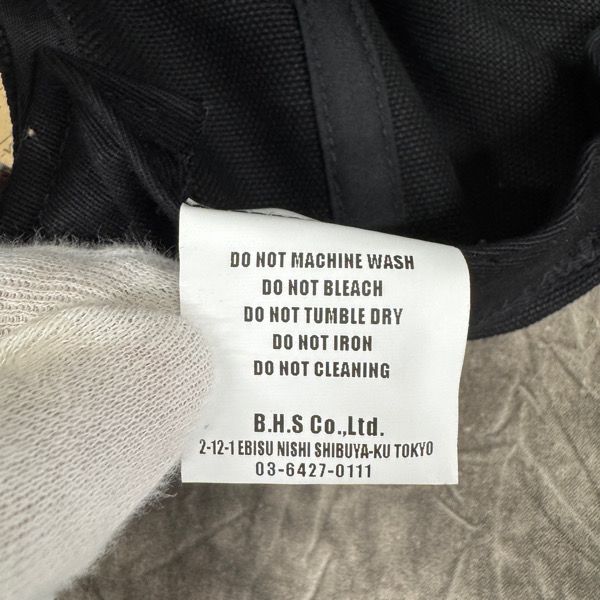 DO NOT MACHINE WASH
DO NOT BLEACH
DO NOT TUMBLE DRY
DO NOT IRON
DO NOT CLEANING
B.H.S Co.,Ltd.
2-12-1 EBISU NISHI SHIBUYA-KU TOKYO
03-6427-0111